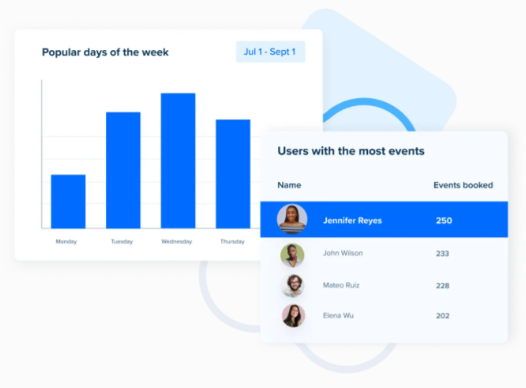 Popular days of the week
Jul 1 - Sept 1
Monday
Tuesday
Wednesday
Thursday
Users with the most events
Name Events booked
Jennifer Reyes 250
John Wilson 233
Mateo Ruiz 228
Elena Wu 202